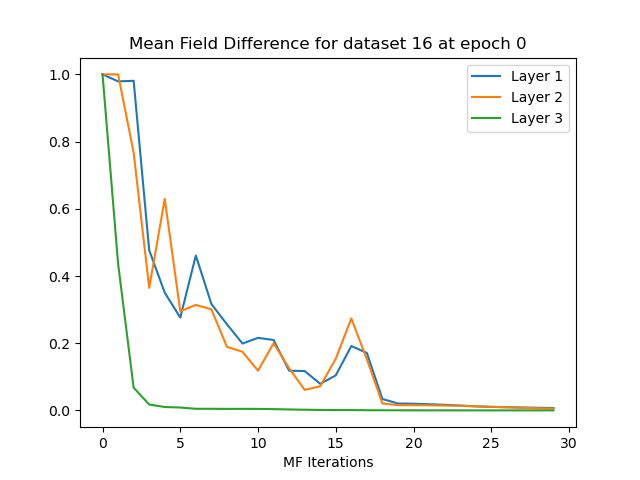 Mean Field Difference for dataset 16 at epoch 0
Layer 1
Layer 2
Layer 3
1.0
0.8
0.6
0.4
0.2
0.0
0 5 10 15 20 25 30
MF Iterations